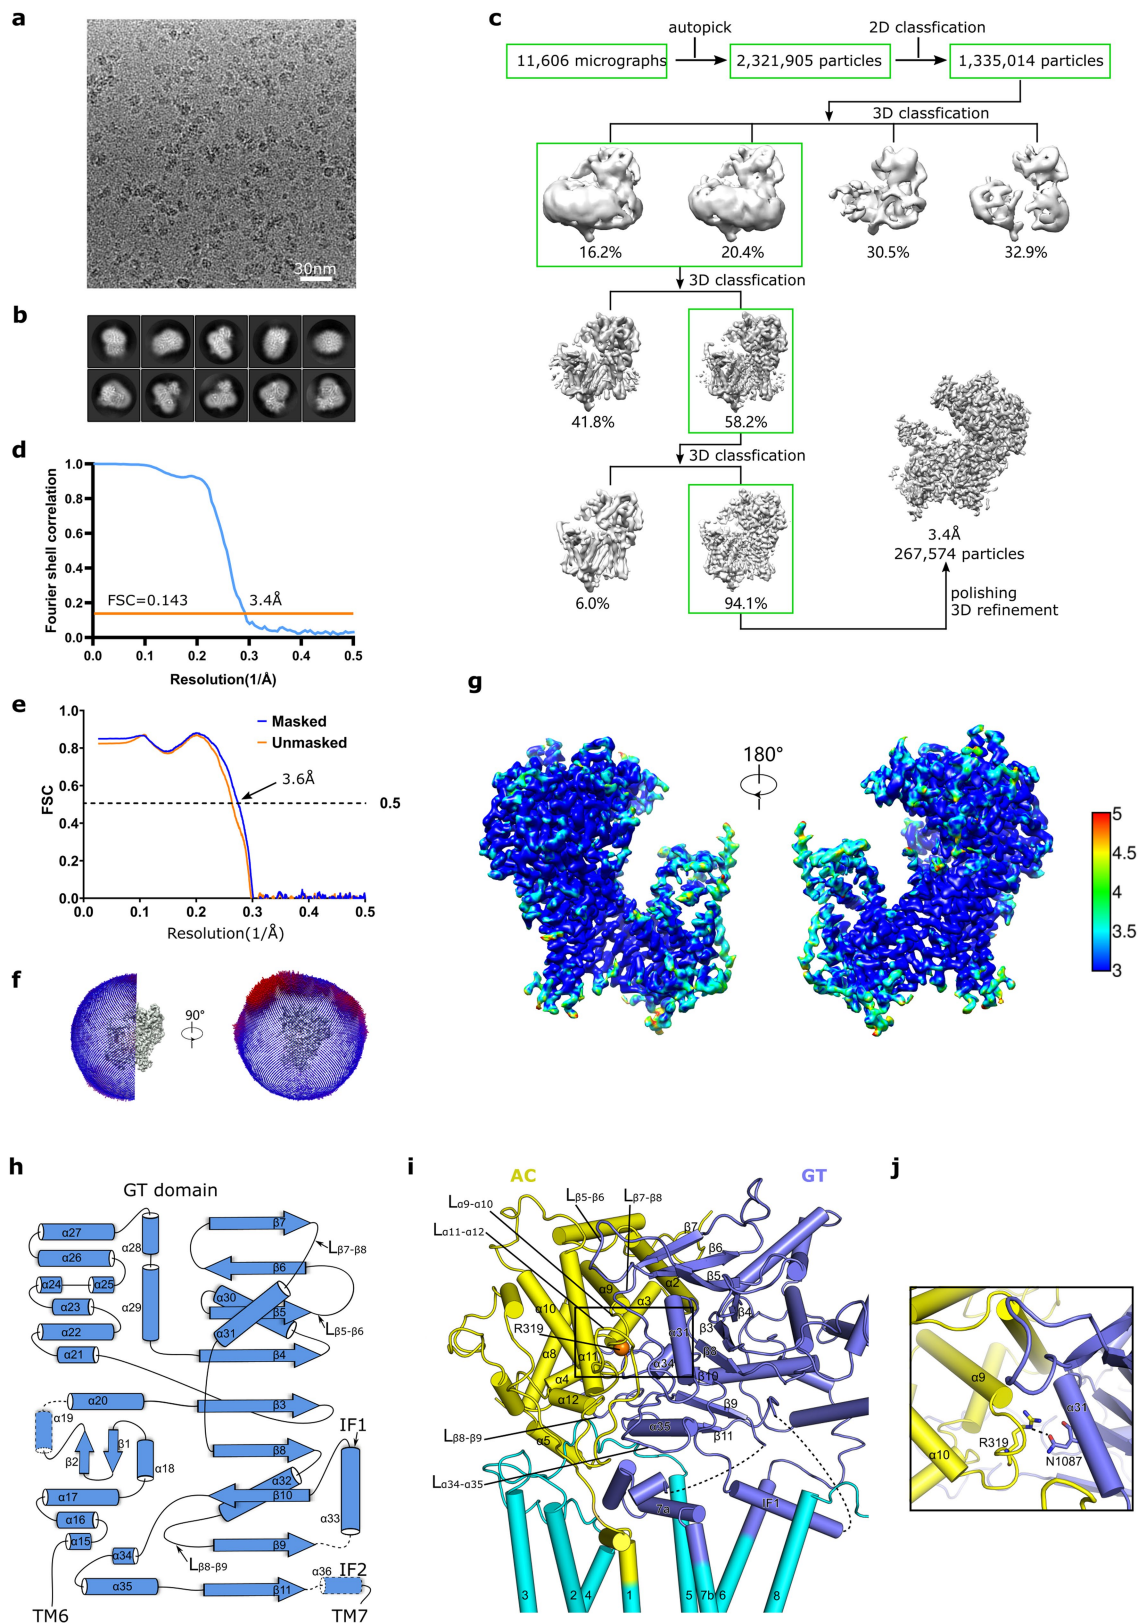 a
30nm
b
c
autopick
2D classfication
11,606 micrographs
2,321,905 particles
1,335,014 particles
3D classfication
16.2%
20.4%
30.5%
32.9%
3D classfication
41.8%
58.2%
3D classfication
6.0%
94.1%
3.4Å
267,574 particles
polishing
3D refinement
d
Fourier shell correlation
1.0
0.8
0.6
0.4
0.2
0.0
FSC=0.143
3.4Å
0.0
0.1
0.2
0.3
0.4
0.5
Resolution(1/Å)
e
FSC
1.0
0.8
0.6
0.4
0.2
0.0
Masked
Unmasked
3.6Å
0.5
0.0
0.1
0.2
0.3
0.4
0.5
Resolution(1/Å)
f
90°
g
180°
5
4.5
4
3.5
3
h
GT domain
α27
α28
β7
Lβ7-β8
α26
β6
α24
α25
α29
α30
β5
α23
α31
Lβ5-β6
α22
α21
β4
α20
β3
α19
IF1
β1
β2
α18
β8
α32
α17
β10
α33
α16
α15
α34
β9
Lβ8-β9
α35
α36
IF2
β11
TM6
TM7
i
AC
GT
Lα9-α10
Lβ5-β6
Lβ7-β8
Lα11-α12
β7
β6
α9
α2
β5
α10
α3
β4
R319
α31
β3
α8
α11
α34
β8
α4
β10
α12
β9
α5
α35
β11
Lβ8-β9
Lα34-α35
7a
IF1
3
2
4
1
5
7b
6
8
j
α9
α31
R319
N1087
α10